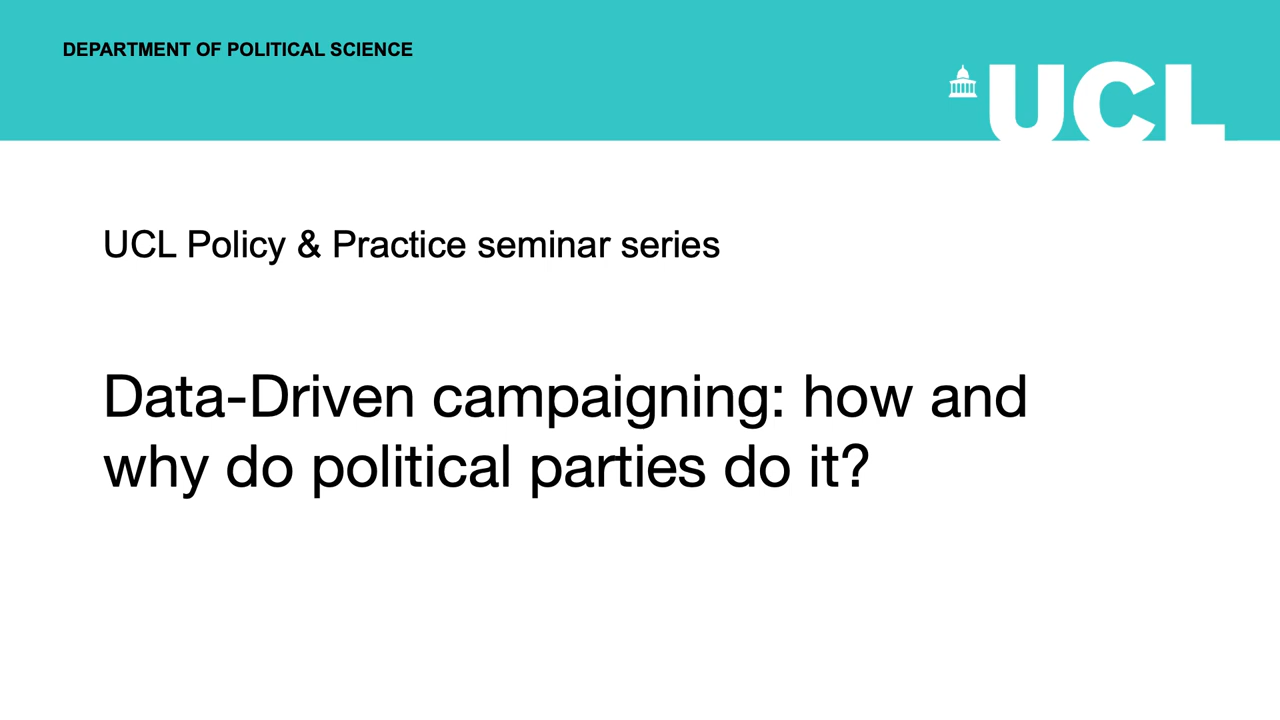 DEPARTMENT OF POLITICAL SCIENCE
UCL
UCL Policy & Practice seminar series
Data-Driven campaigning: how and
why do political parties do it?